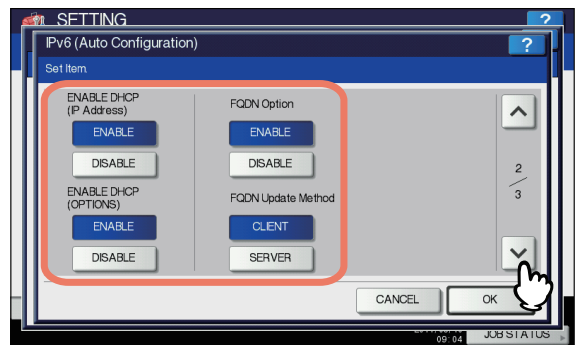 SETTING
?
IPv6 (Auto Configuration)
?
Set Item.
ENABLE DHCP
(IP Address)
ENABLE
DISABLE
ENABLE DHCP
(OPTIONS)
ENABLE
DISABLE
FQDN Option
ENABLE
DISABLE
FQDN Update Method
CLIENT
SERVER
2
3
CANCEL
OK
09:04
JOB STATUS